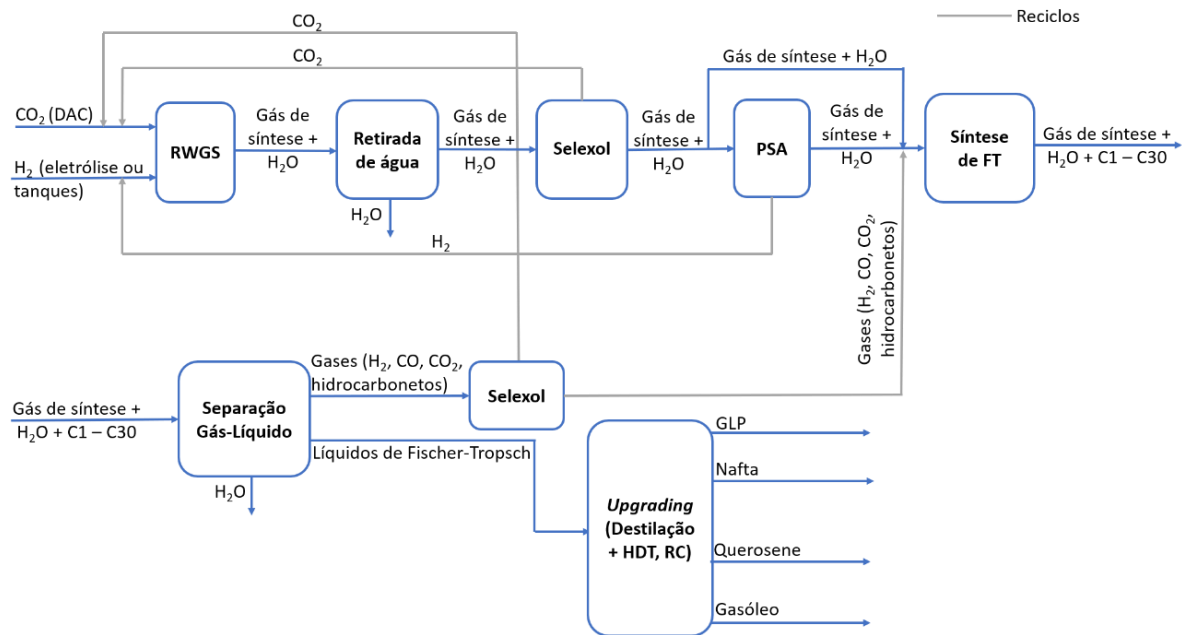 CO₂
Reciclos
CO₂
Gás de síntese + H₂O
CO₂ (DAC)
H₂ (eletrólise ou
tanques)
RWGS
Gás de
síntese +
H₂O
Retirada
de água
H₂O
Gás de
síntese +
H₂O
Selexol
Gás de
síntese +
H₂O
PSA
Gás de
síntese +
H₂O
Síntese
de FT
Gás de síntese +
H₂O + C1 – C30
H₂
Gases (H₂, CO, CO₂,
hidrocarbonetos)
Gás de síntese +
H₂O + C1 – C30
Separação
Gás-Líquido
H₂O
Gases (H₂, CO, CO₂,
hidrocarbonetos)
Selexol
Líquidos de Fischer-Tropsch
Upgrading
(Destilação
+ HDT, RC)
GLP
Nafta
Querosene
Gasóleo